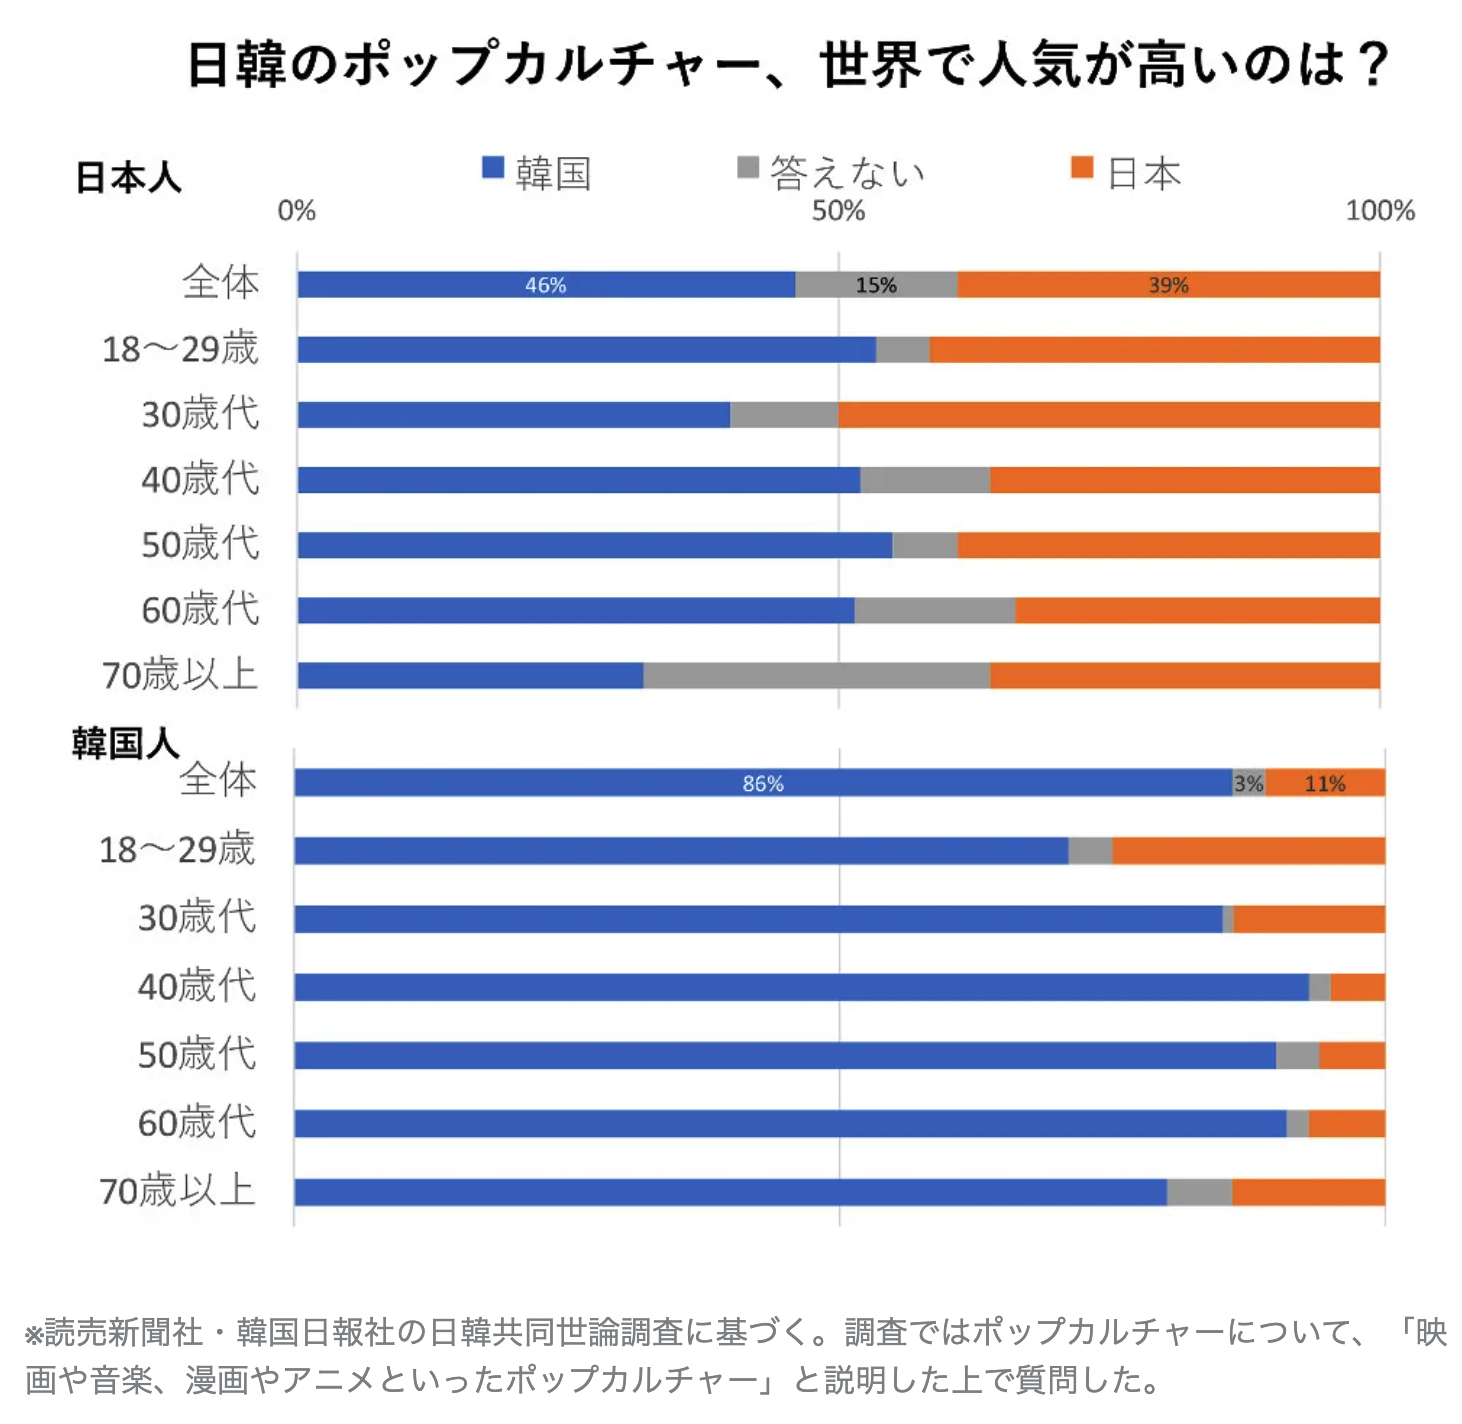 日韓のポップカルチャー、世界で人気が高いのは？
日本人
韓国 答えない 日本
0% 50% 100%
全体 46% 15% 39%
18～29歳
30歳代
40歳代
50歳代
60歳代
70歳以上
韓国人
全体 86% 3% 11%
18～29歳
30歳代
40歳代
50歳代
60歳代
70歳以上
※読売新聞社・韓国日報社の日韓共同世論調査に基づく。調査ではポップカルチャーについて、「映
画や音楽、漫画やアニメといったポップカルチャー」と説明した上で質問した。